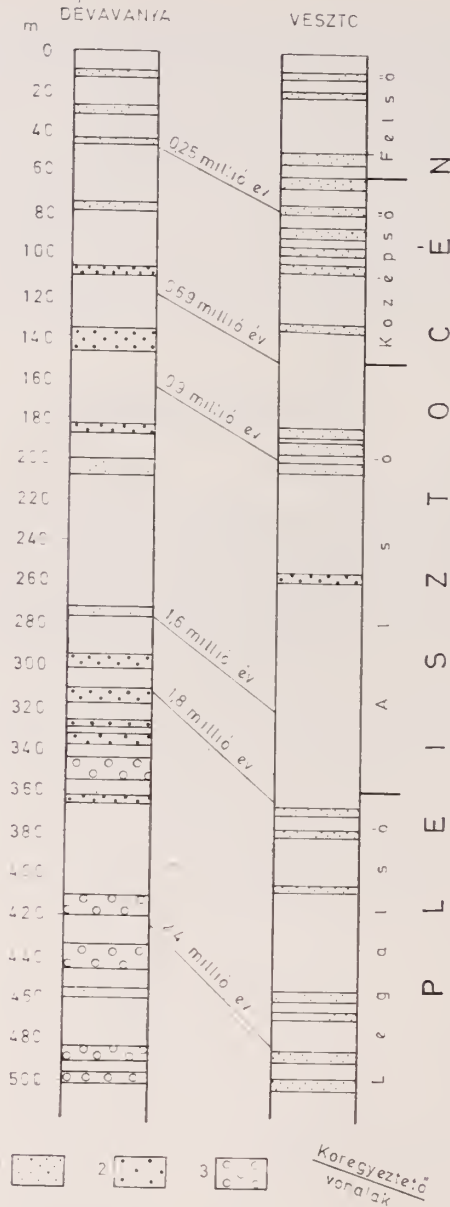 DÉVAVÁNYA
VÉSZTŐ
m
0
20
40
60
80
100
120
140
160
180
200
220
240
260
280
300
320
340
360
380
400
420
440
460
480
500
0,25 millió év
0,69 millió év
0,9 millió év
1,6 millió év
1,8 millió év
2,4 millió év
Felső
Középső
Alsó
Legalsó
PLEISZTOCÉN
2
3
Koregyeztető
vonalak